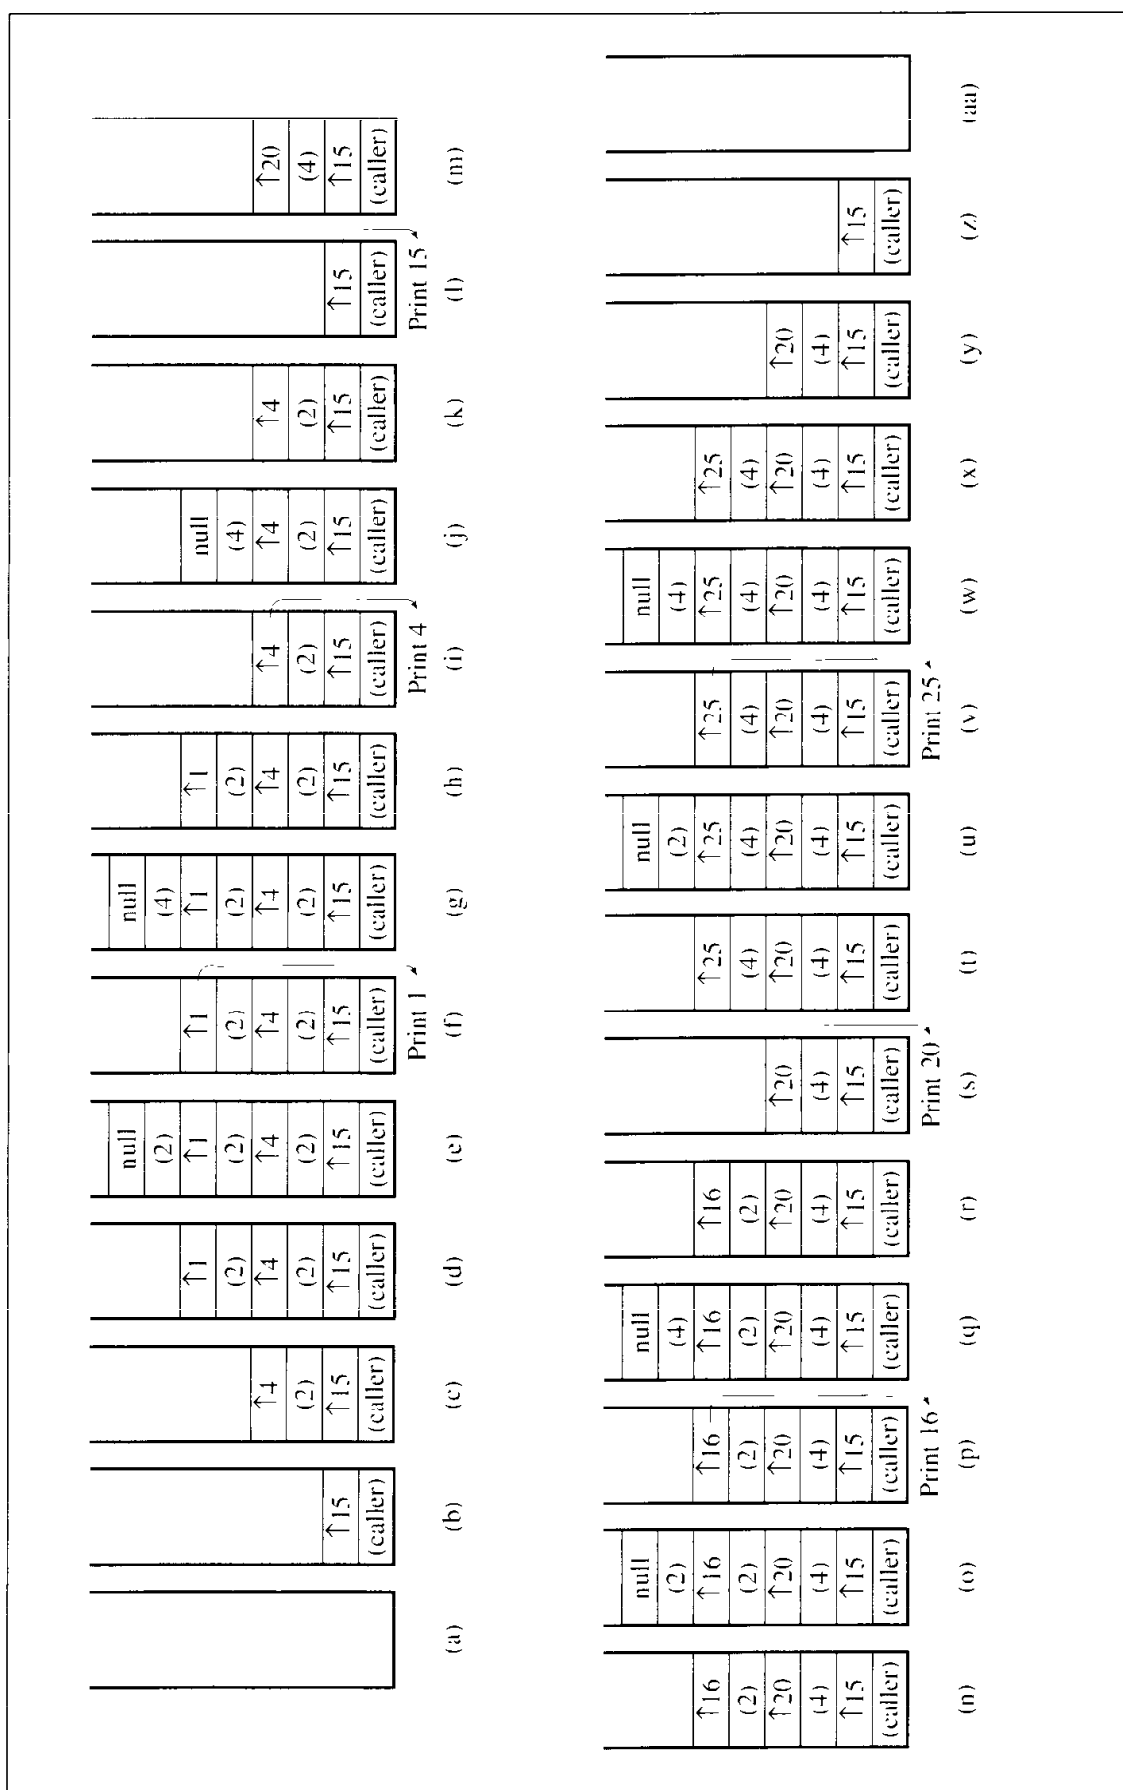 (a)
↑15
(caller)
(b)
↑4
(2)
↑15
(caller)
(c)
↑1
(2)
↑4
(2)
↑15
(caller)
(d)
null
(2)
↑1
(2)
↑4
(2)
↑15
(caller)
(e)
↑1
(2)
↑4
(2)
↑15
(caller)
Print 1
(f)
null
(4)
↑1
(2)
↑4
(2)
↑15
(caller)
(g)
↑1
(2)
↑4
(2)
↑15
(caller)
(h)
↑4
(2)
↑15
(caller)
Print 4
(i)
null
(4)
↑4
(2)
↑15
(caller)
(j)
↑4
(2)
↑15
(caller)
(k)
↑15
(caller)
Print 15
(l)
↑20
(4)
↑15
(caller)
(m)
↑16
(2)
↑20
(4)
↑15
(caller)
(n)
null
(2)
↑16
(2)
↑20
(4)
↑15
(caller)
(o)
↑16
(2)
↑20
(4)
↑15
(caller)
Print 16
(p)
null
(4)
↑16
(2)
↑20
(4)
↑15
(caller)
(q)
↑16
(2)
↑20
(4)
↑15
(caller)
(r)
↑20
(4)
↑15
(caller)
Print 20
(s)
↑25
(4)
↑20
(4)
↑15
(caller)
(t)
null
(2)
↑25
(4)
↑20
(4)
↑15
(caller)
(u)
↑25
(4)
↑20
(4)
↑15
(caller)
Print 25
(v)
null
(4)
↑25
(4)
↑20
(4)
↑15
(caller)
(w)
↑25
(4)
↑20
(4)
↑15
(caller)
(x)
↑20
(4)
↑15
(caller)
(y)
↑15
(caller)
(z)
(aa)